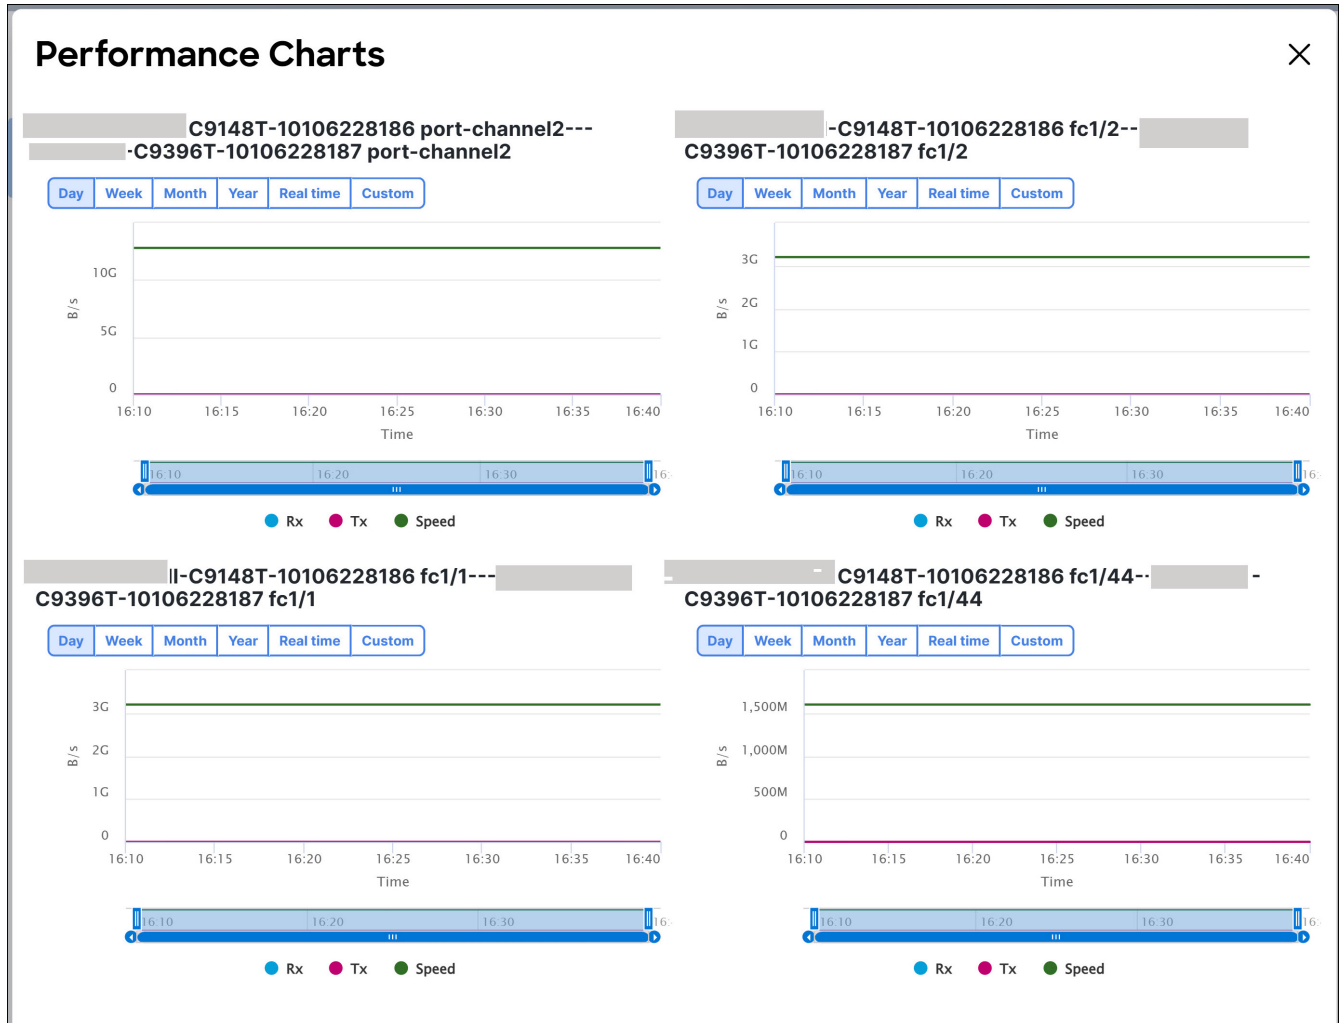 Performance Charts
C9148T-10106228186 port-channel2---
-C9396T-10106228187 port-channel2
Day Week Month Year Real time Custom
10G
5G
0
B/s
16:10 16:15 16:20 16:25 16:30 16:35 16:40
Time
16:10 16:20 16:30 16:
Rx Tx Speed
-C9148T-10106228186 fc1/2--
C9396T-10106228187 fc1/2
Day Week Month Year Real time Custom
3G
2G
1G
0
B/s
16:10 16:15 16:20 16:25 16:30 16:35 16:40
Time
16:10 16:20 16:30 16:
Rx Tx Speed
-C9148T-10106228186 fc1/1---
C9396T-10106228187 fc1/1
Day Week Month Year Real time Custom
3G
2G
1G
0
B/s
16:10 16:15 16:20 16:25 16:30 16:35 16:40
Time
16:10 16:20 16:30 16:
Rx Tx Speed
C9148T-10106228186 fc1/44-- -
C9396T-10106228187 fc1/44
Day Week Month Year Real time Custom
1,500M
1,000M
500M
0
B/s
16:10 16:15 16:20 16:25 16:30 16:35 16:40
Time
16:10 16:20 16:30 16:
Rx Tx Speed